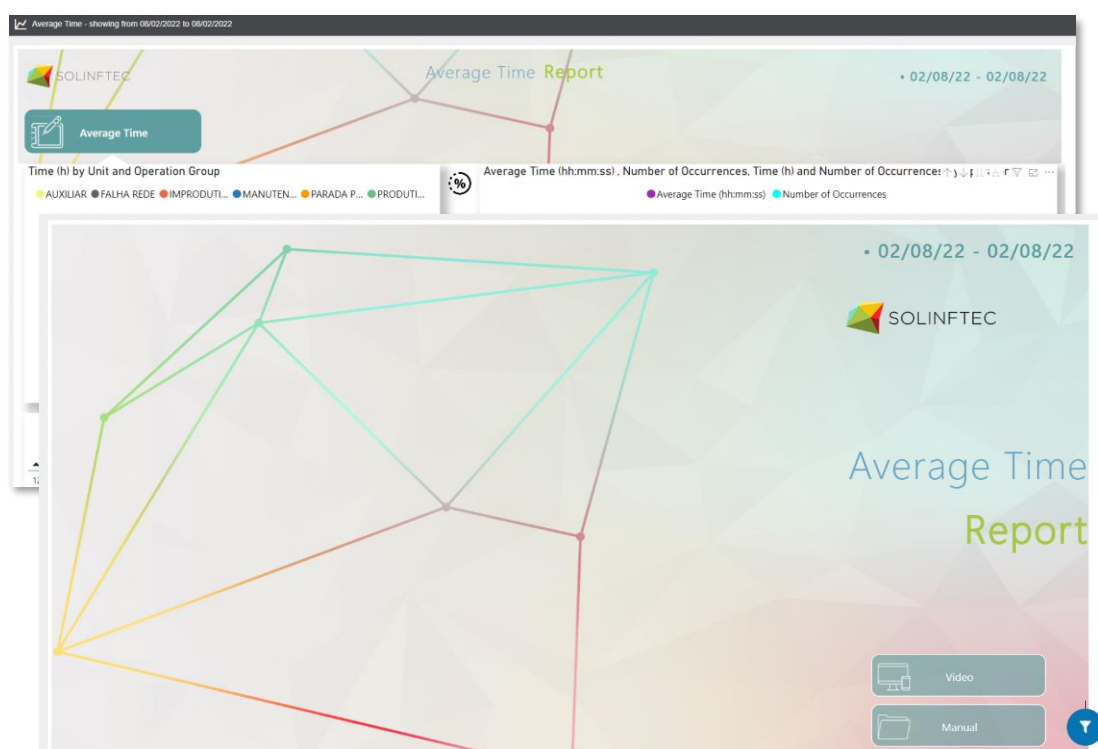 Average Time - showing from 08/02/2022 to 08/02/2022
SOLINFTEC
Average Time Report
• 02/08/22 - 02/08/22
Average Time
Time (h) by Unit and Operation Group
AUXILIAR FALHA REDE IMPRODUTI... MANUTEN... PARADA P... PRODUTI...
%
Average Time (hh:mm:ss) , Number of Occurrences, Time (h) and Number of Occurrences
Average Time (hh:mm:ss) Number of Occurrences
• 02/08/22 - 02/08/22
SOLINFTEC
Average Time
Report
Video
Manual